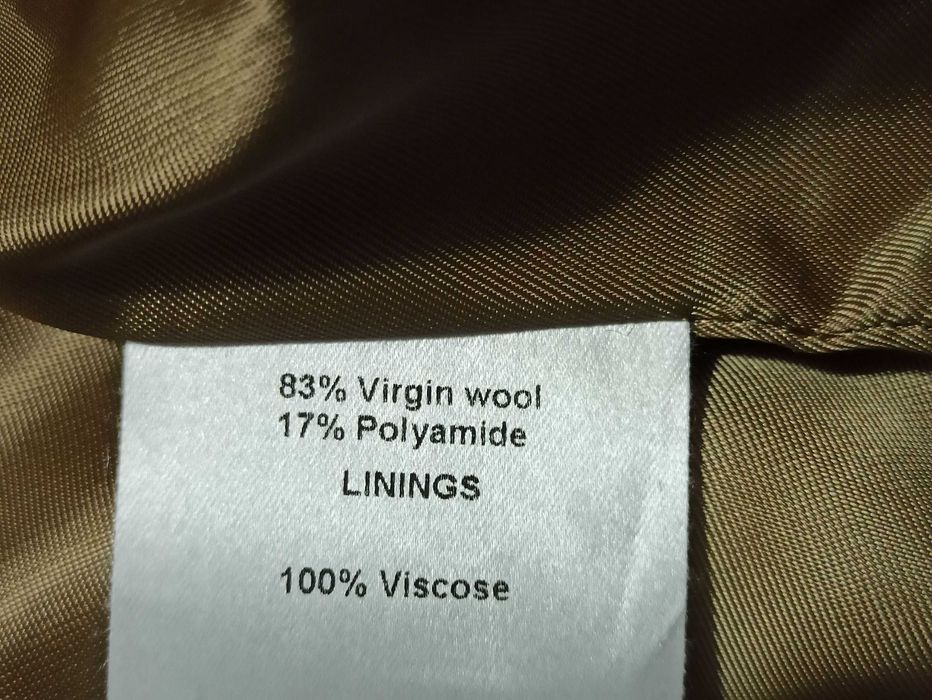 83% Virgin wool
17% Polyamide
LININGS
100% Viscose